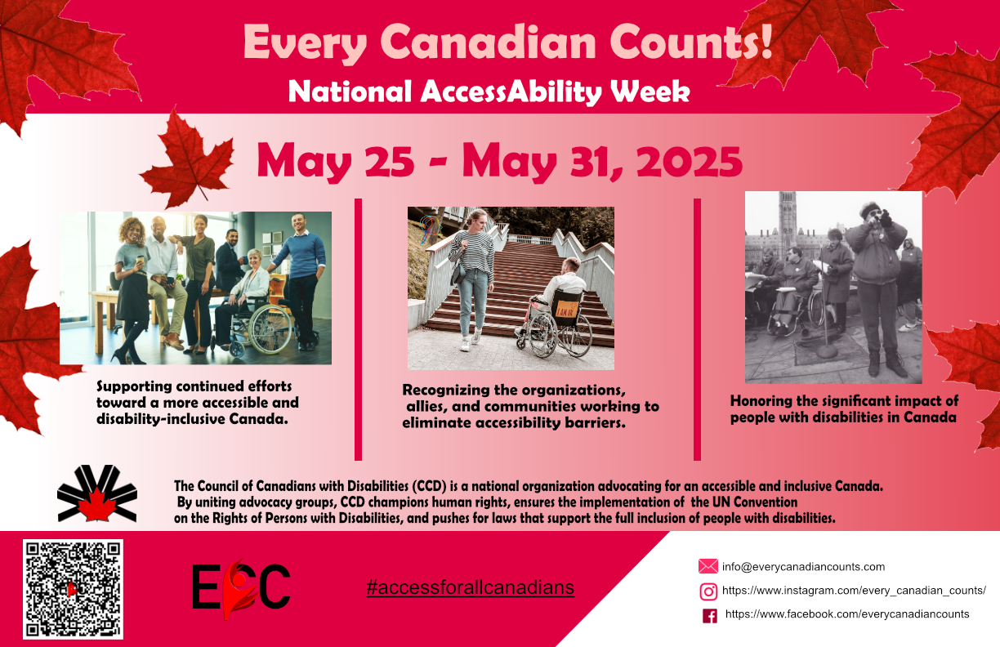 Every Canadian Counts!
National AccessAbility Week
May 25 - May 31, 2025
Supporting continued efforts
toward a more accessible and
disability-inclusive Canada.
Recognizing the organizations,
allies, and communities working to
eliminate accessibility barriers.
Honoring the significant impact of
people with disabilities in Canada
The Council of Canadians with Disabilities (CCD) is a national organization advocating for an accessible and inclusive Canada.
By uniting advocacy groups, CCD champions human rights, ensures the implementation of the UN Convention
on the Rights of Persons with Disabilities, and pushes for laws that support the full inclusion of people with disabilities.
ECC
#accessforallcanadians
info@everycanadiancounts.com
https://www.instagram.com/every_canadian_counts/
https://www.facebook.com/everycanadiancounts